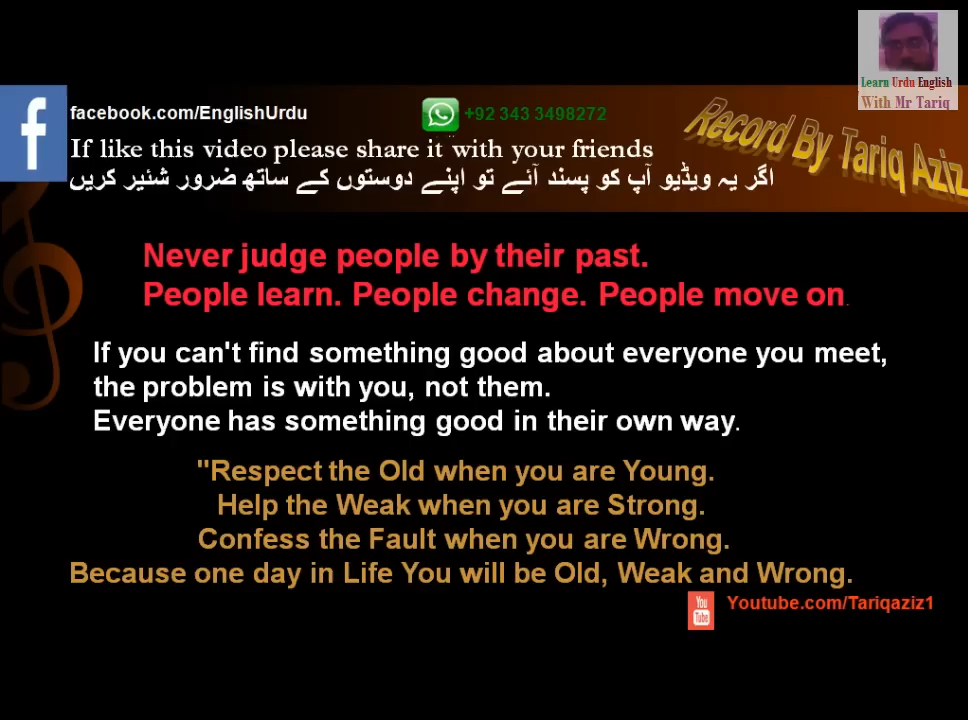 Learn Urdu English
With Mr Tariq
facebook.com/EnglishUrdu
+92 343 3498272
Record By Tariq Aziz
If like this video please share it with your friends
اگر یہ ویڈیو آپ کو پسند آئے تو اپنے دوستوں کے ساتھ ضرور شئیر کریں
Never judge people by their past.
People learn. People change. People move on.
If you can't find something good about everyone you meet,
the problem is with you, not them.
Everyone has something good in their own way.
"Respect the Old when you are Young.
Help the Weak when you are Strong.
Confess the Fault when you are Wrong.
Because one day in Life You will be Old, Weak and Wrong.
You
Tube
Youtube.com/Tariqaziz1